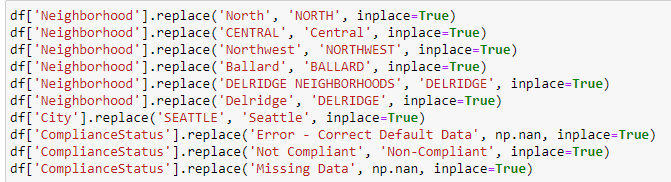 df['Neighborhood'].replace('North', 'NORTH', inplace=True)
df['Neighborhood'].replace('CENTRAL', 'Central', inplace=True)
df['Neighborhood'].replace('Northwest', 'NORTHWEST', inplace=True)
df['Neighborhood'].replace('Ballard', 'BALLARD', inplace=True)
df['Neighborhood'].replace('DELRIDGE NEIGHBORHOODS', 'DELRIDGE', inplace=True)
df['Neighborhood'].replace('Delridge', 'DELRIDGE', inplace=True)
df['City'].replace('SEATTLE', 'Seattle', inplace=True)
df['ComplianceStatus'].replace('Error - Correct Default Data', np.nan, inplace=True)
df['ComplianceStatus'].replace('Not Compliant', 'Non-Compliant', inplace=True)
df['ComplianceStatus'].replace('Missing Data', np.nan, inplace=True)